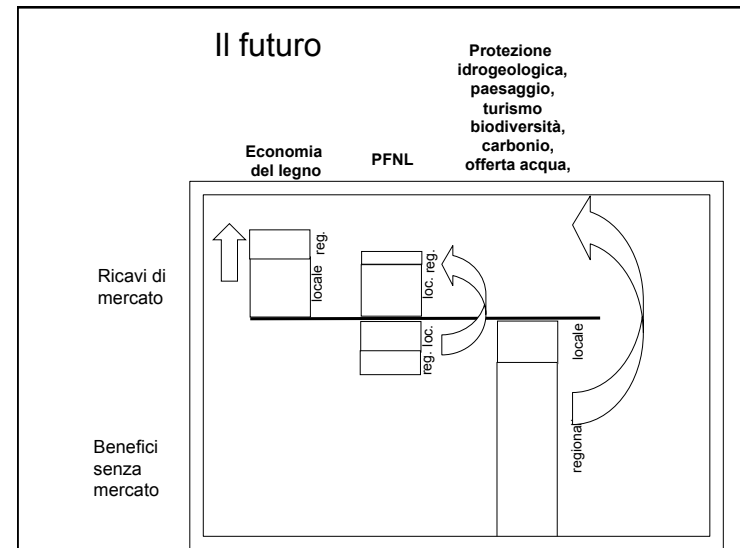 Il futuro
Protezione
idrogeologica,
paesaggio,
turismo
biodiversità,
carbonio,
offerta acqua,
Economia
del legno
PFNL
Ricavi di
mercato
reg.
locale
loc. reg.
reg. loc.
locale
regional
Benefici
senza
mercato